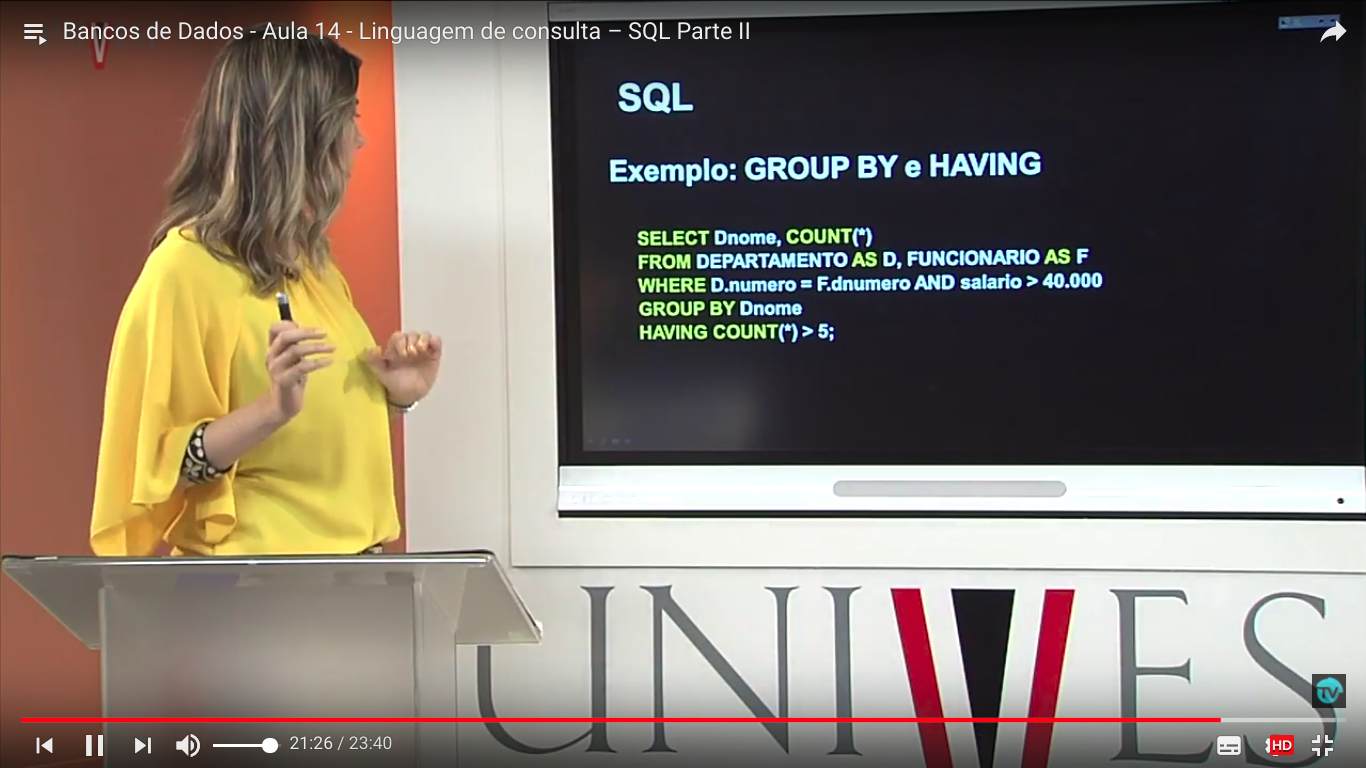 Bancos de Dados - Aula 14 - Linguagem de consulta – SQL Parte II
SQL
Exemplo: GROUP BY e HAVING
SELECT Dnome, COUNT(*)
FROM DEPARTAMENTO AS D, FUNCIONARIO AS F
WHERE D.numero = F.dnumero AND salario > 40.000
GROUP BY Dnome
HAVING COUNT(*) > 5;
UNIVES
TV
21:26 / 23:40
HD